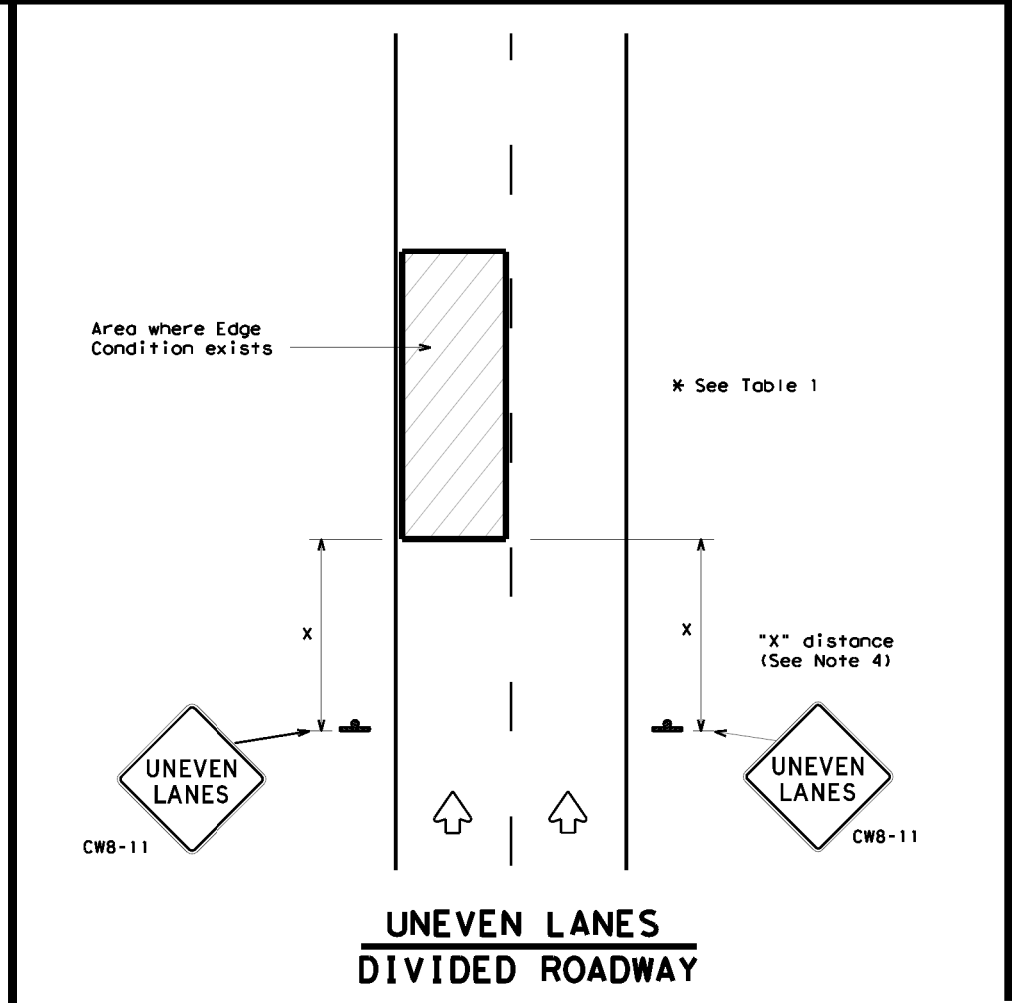 Area where Edge
Condition exists
* See Table 1
X
X
"X" distance
(See Note 4)
UNEVEN
LANES
CW8-11
UNEVEN
LANES
CW8-11
UNEVEN LANES
DIVIDED ROADWAY